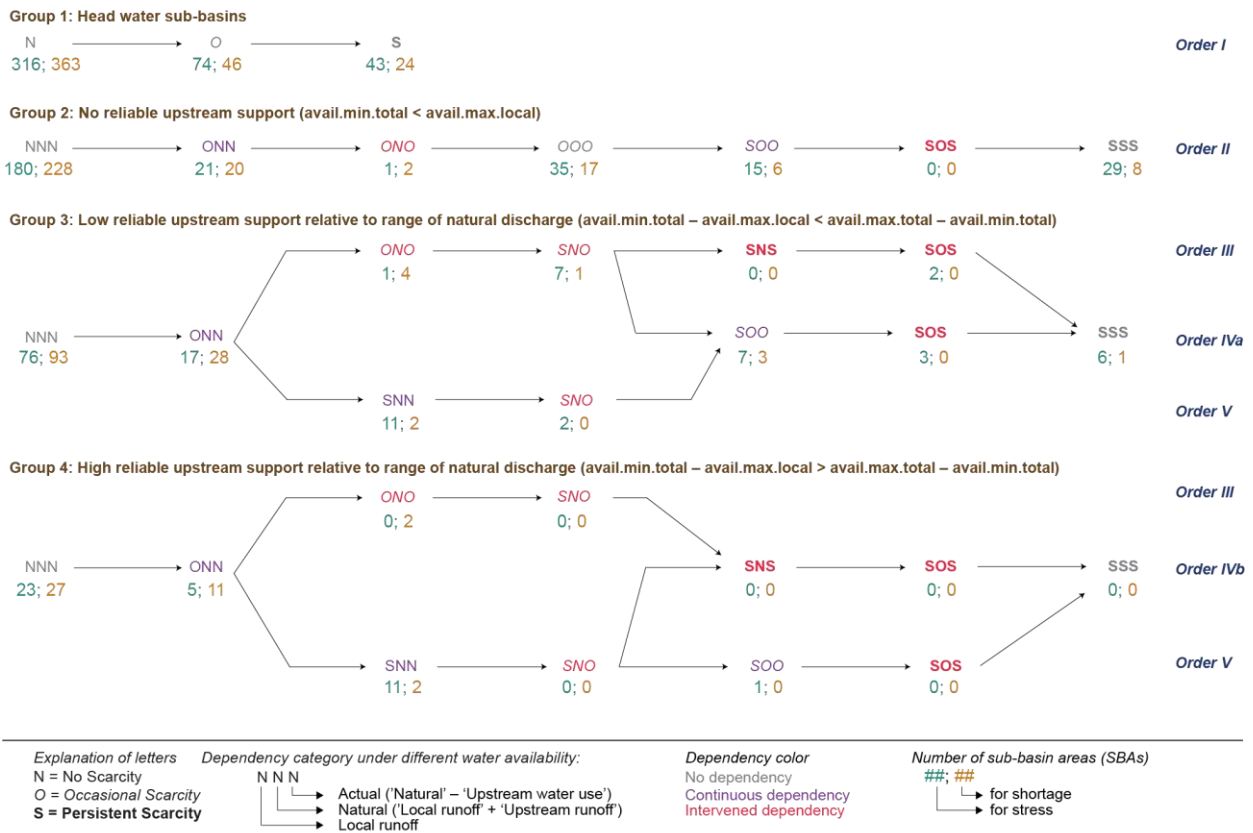 Group 1: Head water sub-basins
N O S Order I
316; 363 74; 46 43; 24
Group 2: No reliable upstream support (avail.min.total < avail.max.local)
NNN ONN ONO OOO SOO SOS SSS Order II
180; 228 21; 20 1; 2 35; 17 15; 6 0; 0 29; 8
Group 3: Low reliable upstream support relative to range of natural discharge (avail.min.total – avail.max.local < avail.max.total – avail.min.total)
ONO SNO SNS SOS Order III
1; 4 7; 1 0; 0 2; 0
NNN ONN SOO SOS SSS Order IVa
76; 93 17; 28 7; 3 3; 0 6; 1
SNN SNO Order V
11; 2 2; 0
Group 4: High reliable upstream support relative to range of natural discharge (avail.min.total – avail.max.local > avail.max.total – avail.min.total)
ONO SNO Order III
0; 2 0; 0
NNN ONN SNS SOS SSS Order IVb
23; 27 5; 11 0; 0 0; 0 0; 0
SNN SNO SOO SOS Order V
11; 2 0; 0 1; 0 0; 0
Explanation of letters Dependency category under different water availability: Dependency color Number of sub-basin areas (SBAs)
N = No Scarcity N N N No dependency ##; ##
O = Occasional Scarcity Actual ('Natural' – 'Upstream water use') Continuous dependency for shortage
S = Persistent Scarcity Natural ('Local runoff' + 'Upstream runoff') Intervened dependency for stress
Local runoff